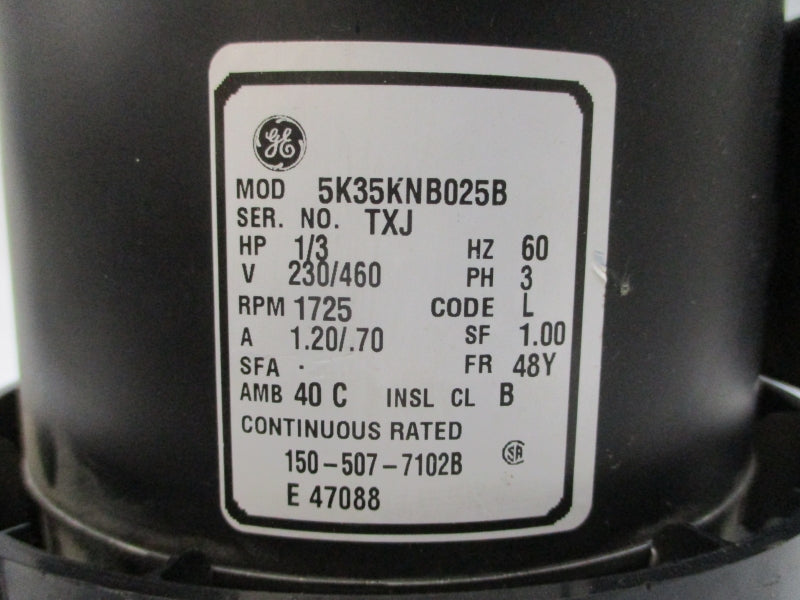 GE
MOD 5K35KNB025B
SER. NO. TXJ
HP 1/3 HZ 60
V 230/460 PH 3
RPM 1725 CODE L
A 1.20/.70 SF 1.00
SFA - FR 48Y
AMB 40 C INSL CL B
CONTINUOUS RATED
150-507-7102B SA
E 47088